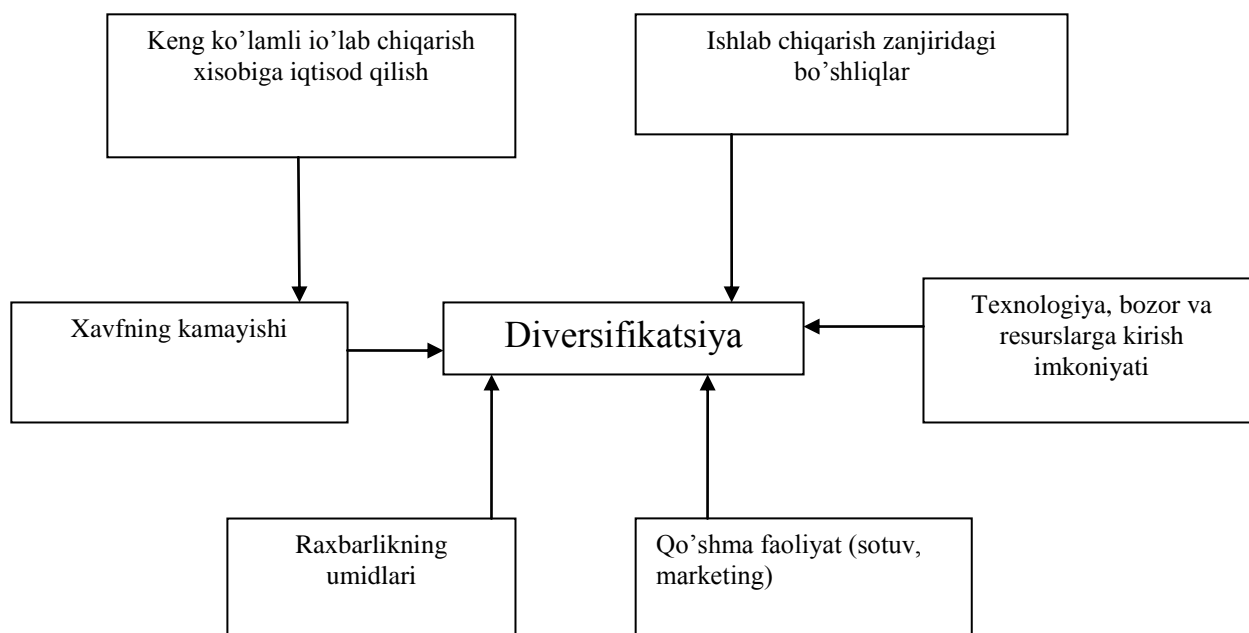 Keng ko’lamli io’lab chiqarish
xisobiga iqtisod qilish
Ishlab chiqarish zanjiridagi
bo’shliqlar
Xavfning kamayishi
Diversifikatsiya
Texnologiya, bozor va
resurslarga kirish
imkoniyati
Raxbarlikning
umidlari
Qo’shma faoliyat (sotuv,
marketing)